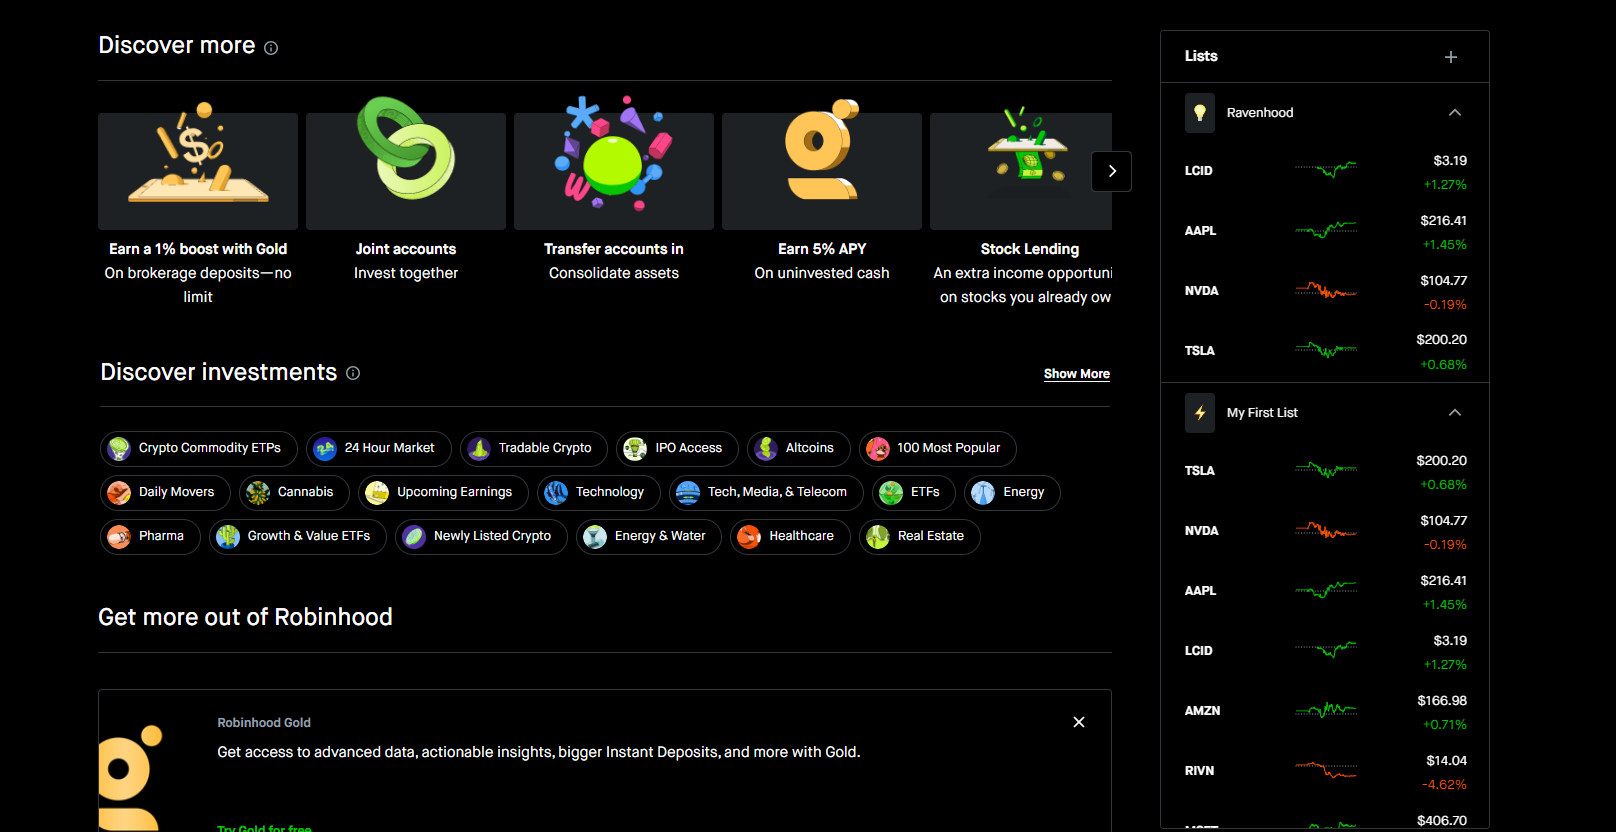 Discover more
Earn a 1% boost with Gold
On brokerage deposits—no
limit
Joint accounts
Invest together
Transfer accounts in
Consolidate assets
Earn 5% APY
On uninvested cash
Stock Lending
An extra income opportuni
on stocks you already ow
Discover investments
Show More
Crypto Commodity ETPs
24 Hour Market
Tradable Crypto
IPO Access
Altcoins
100 Most Popular
Daily Movers
Cannabis
Upcoming Earnings
Technology
Tech, Media, & Telecom
ETFs
Energy
Pharma
Growth & Value ETFs
Newly Listed Crypto
Energy & Water
Healthcare
Real Estate
Get more out of Robinhood
Robinhood Gold
Get access to advanced data, actionable insights, bigger Instant Deposits, and more with Gold.
Try Gold for free
Lists
Ravenhood
LCID
$3.19
+1.27%
AAPL
$216.41
+1.45%
NVDA
$104.77
-0.19%
TSLA
$200.20
+0.68%
My First List
TSLA
$200.20
+0.68%
NVDA
$104.77
-0.19%
AAPL
$216.41
+1.45%
LCID
$3.19
+1.27%
AMZN
$166.98
+0.71%
RIVN
$14.04
-4.62%
$406.70